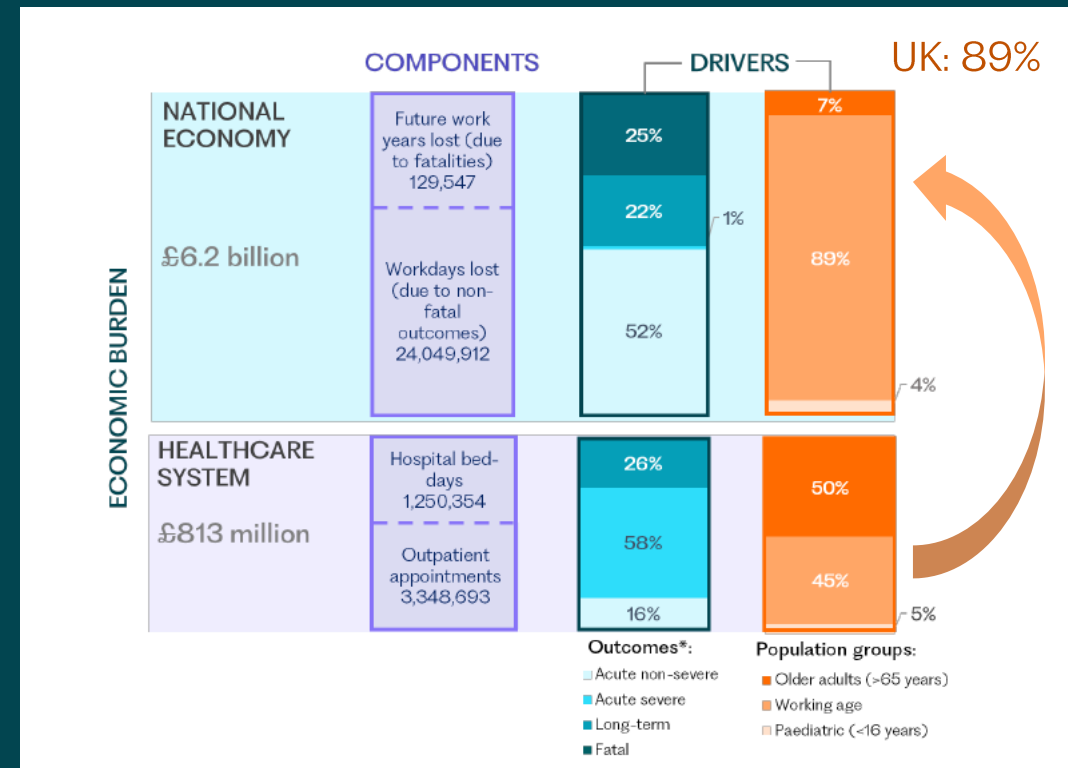 UK: 89%
COMPONENTS
DRIVERS
ECONOMIC BURDEN
NATIONAL
ECONOMY
£6.2 billion
Future work
years lost (due
to fatalities)
129,547
Workdays lost
(due to non-
fatal
outcomes)
24,049,912
25%
22%
1%
52%
7%
89%
4%
HEALTHCARE
SYSTEM
£813 million
Hospital bed-
days
1,250,354
Outpatient
appointments
3,348,693
26%
58%
16%
50%
45%
5%
Outcomes*:
Acute non-severe
Acute severe
Long-term
Fatal
Population groups:
Older adults (>65 years)
Working age
Paediatric (<16 years)